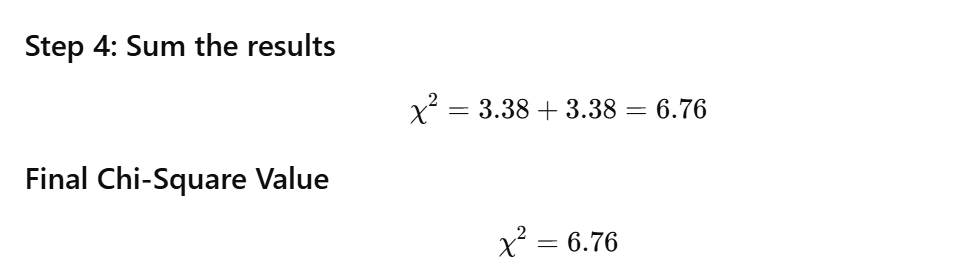 Step 4: Sum the results
χ² = 3.38 + 3.38 = 6.76
Final Chi-Square Value
χ² = 6.76